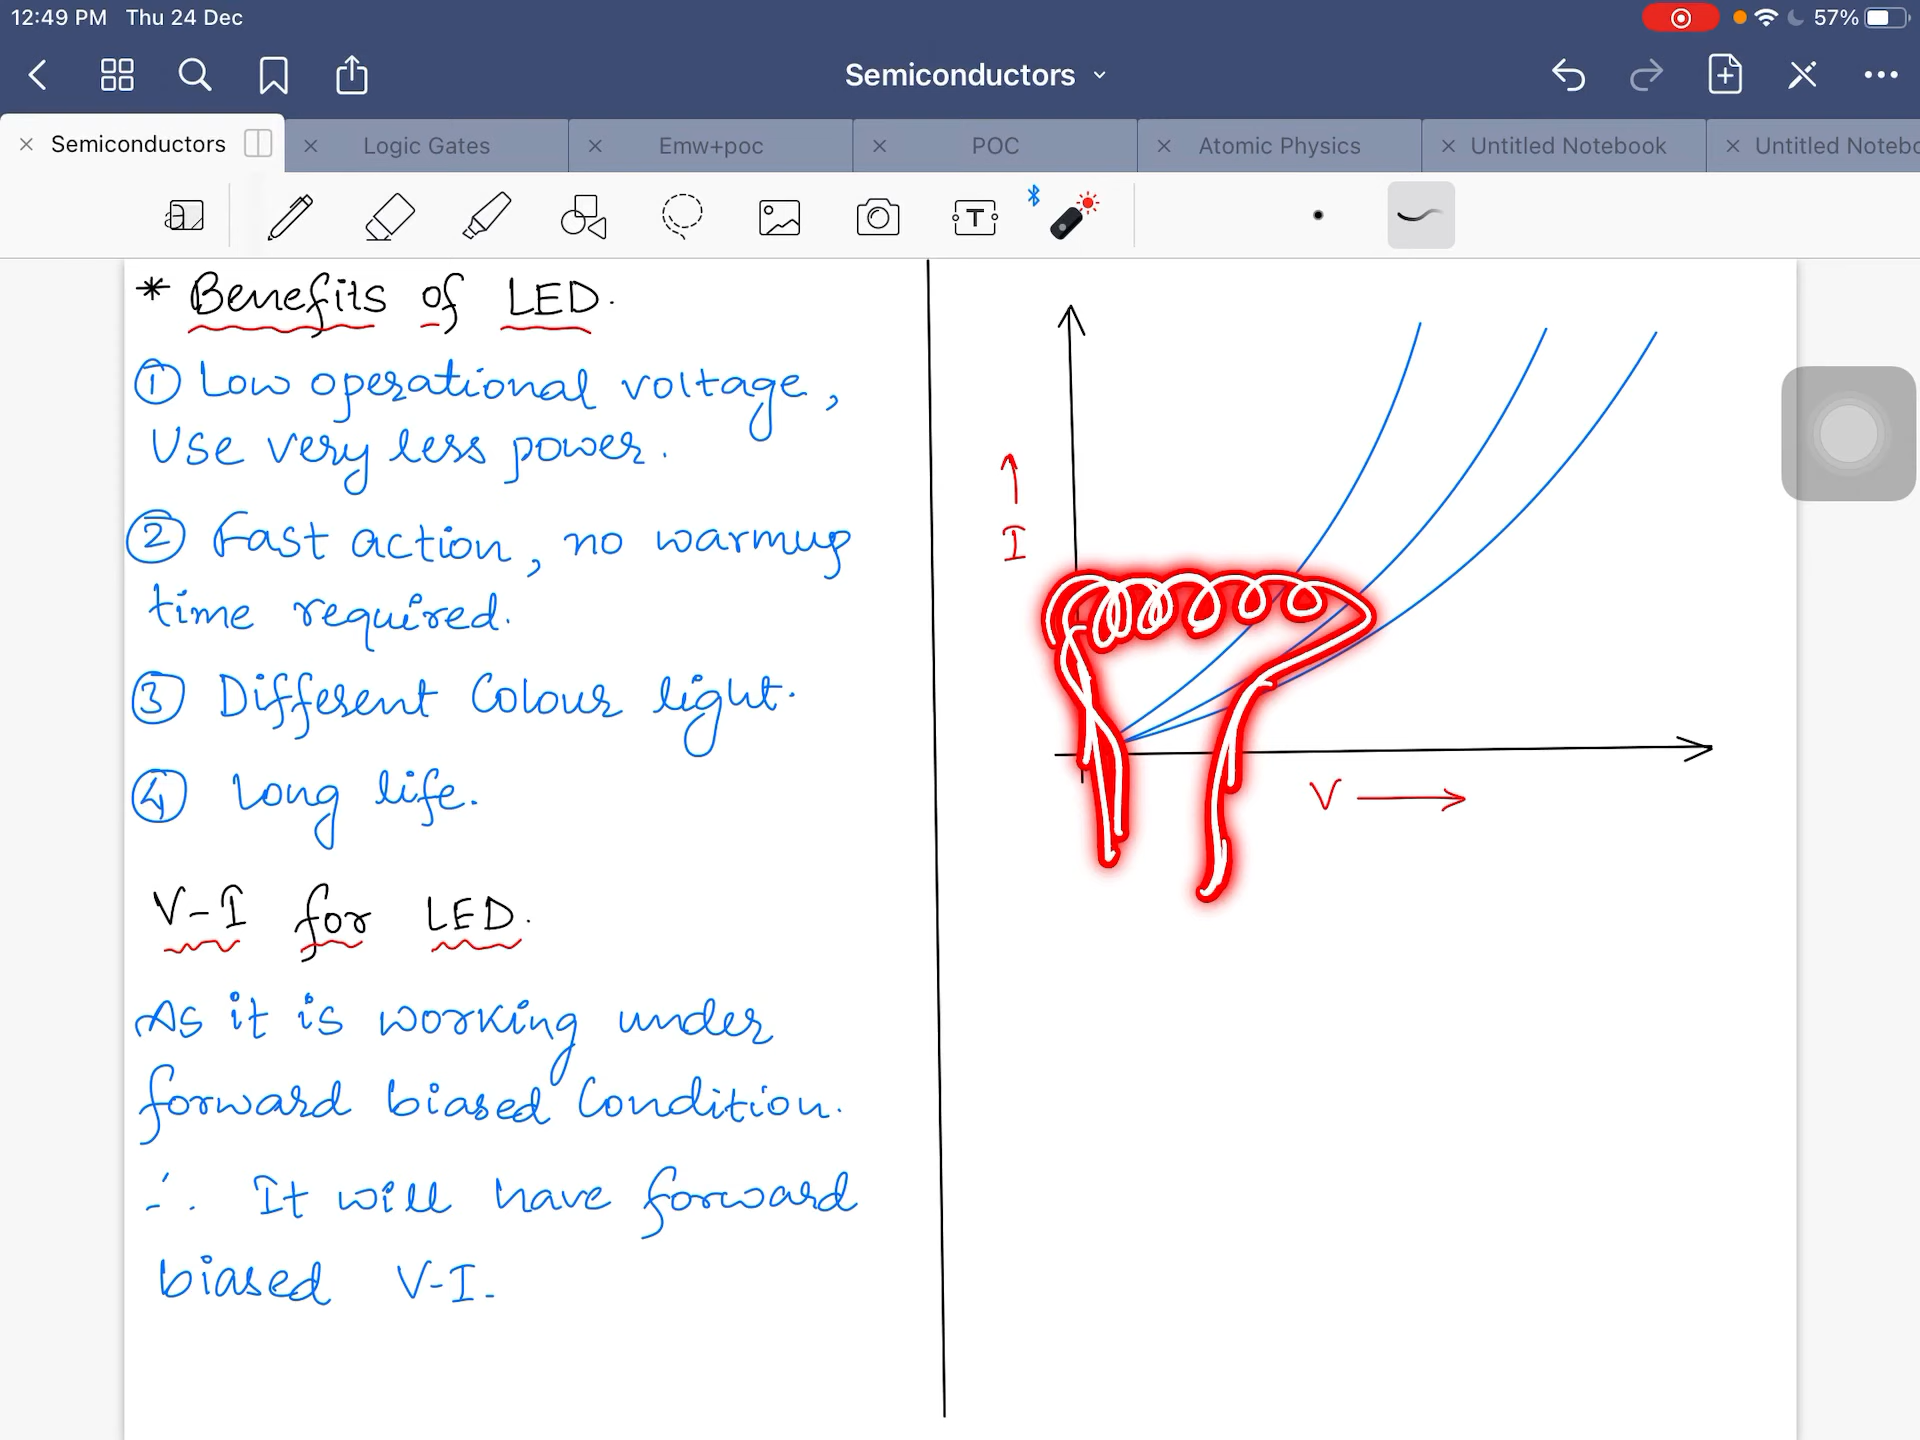 12:49 PM Thu 24 Dec
57%
Semiconductors
Semiconductors
Logic Gates
Emw+poc
POC
Atomic Physics
Untitled Notebook
Untitled Notebo
* Benefits of LED.
① Low operational voltage,
Use very less power.
② Fast action, no warmup
time required.
③ Different Colour light.
④ Long life.
V-I for LED.
As it is working under
forward biased Condition.
∴ It will have forward
biased V-I.
↑
I
V →